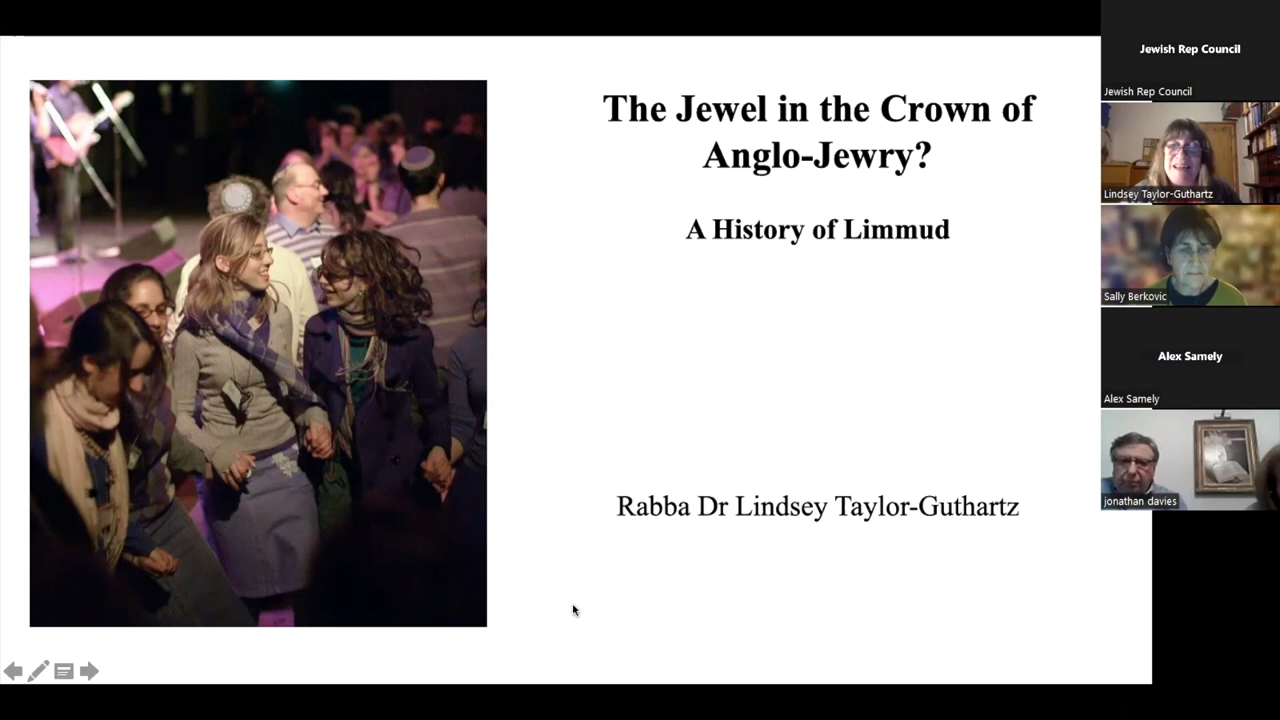 The Jewel in the Crown of
Anglo-Jewry?
A History of Limmud
Rabba Dr Lindsey Taylor-Guthartz
Jewish Rep Council
Jewish Rep Council
Lindsey Taylor-Guthartz
Sally Berkovic
Alex Samely
Alex Samely
jonathan davies